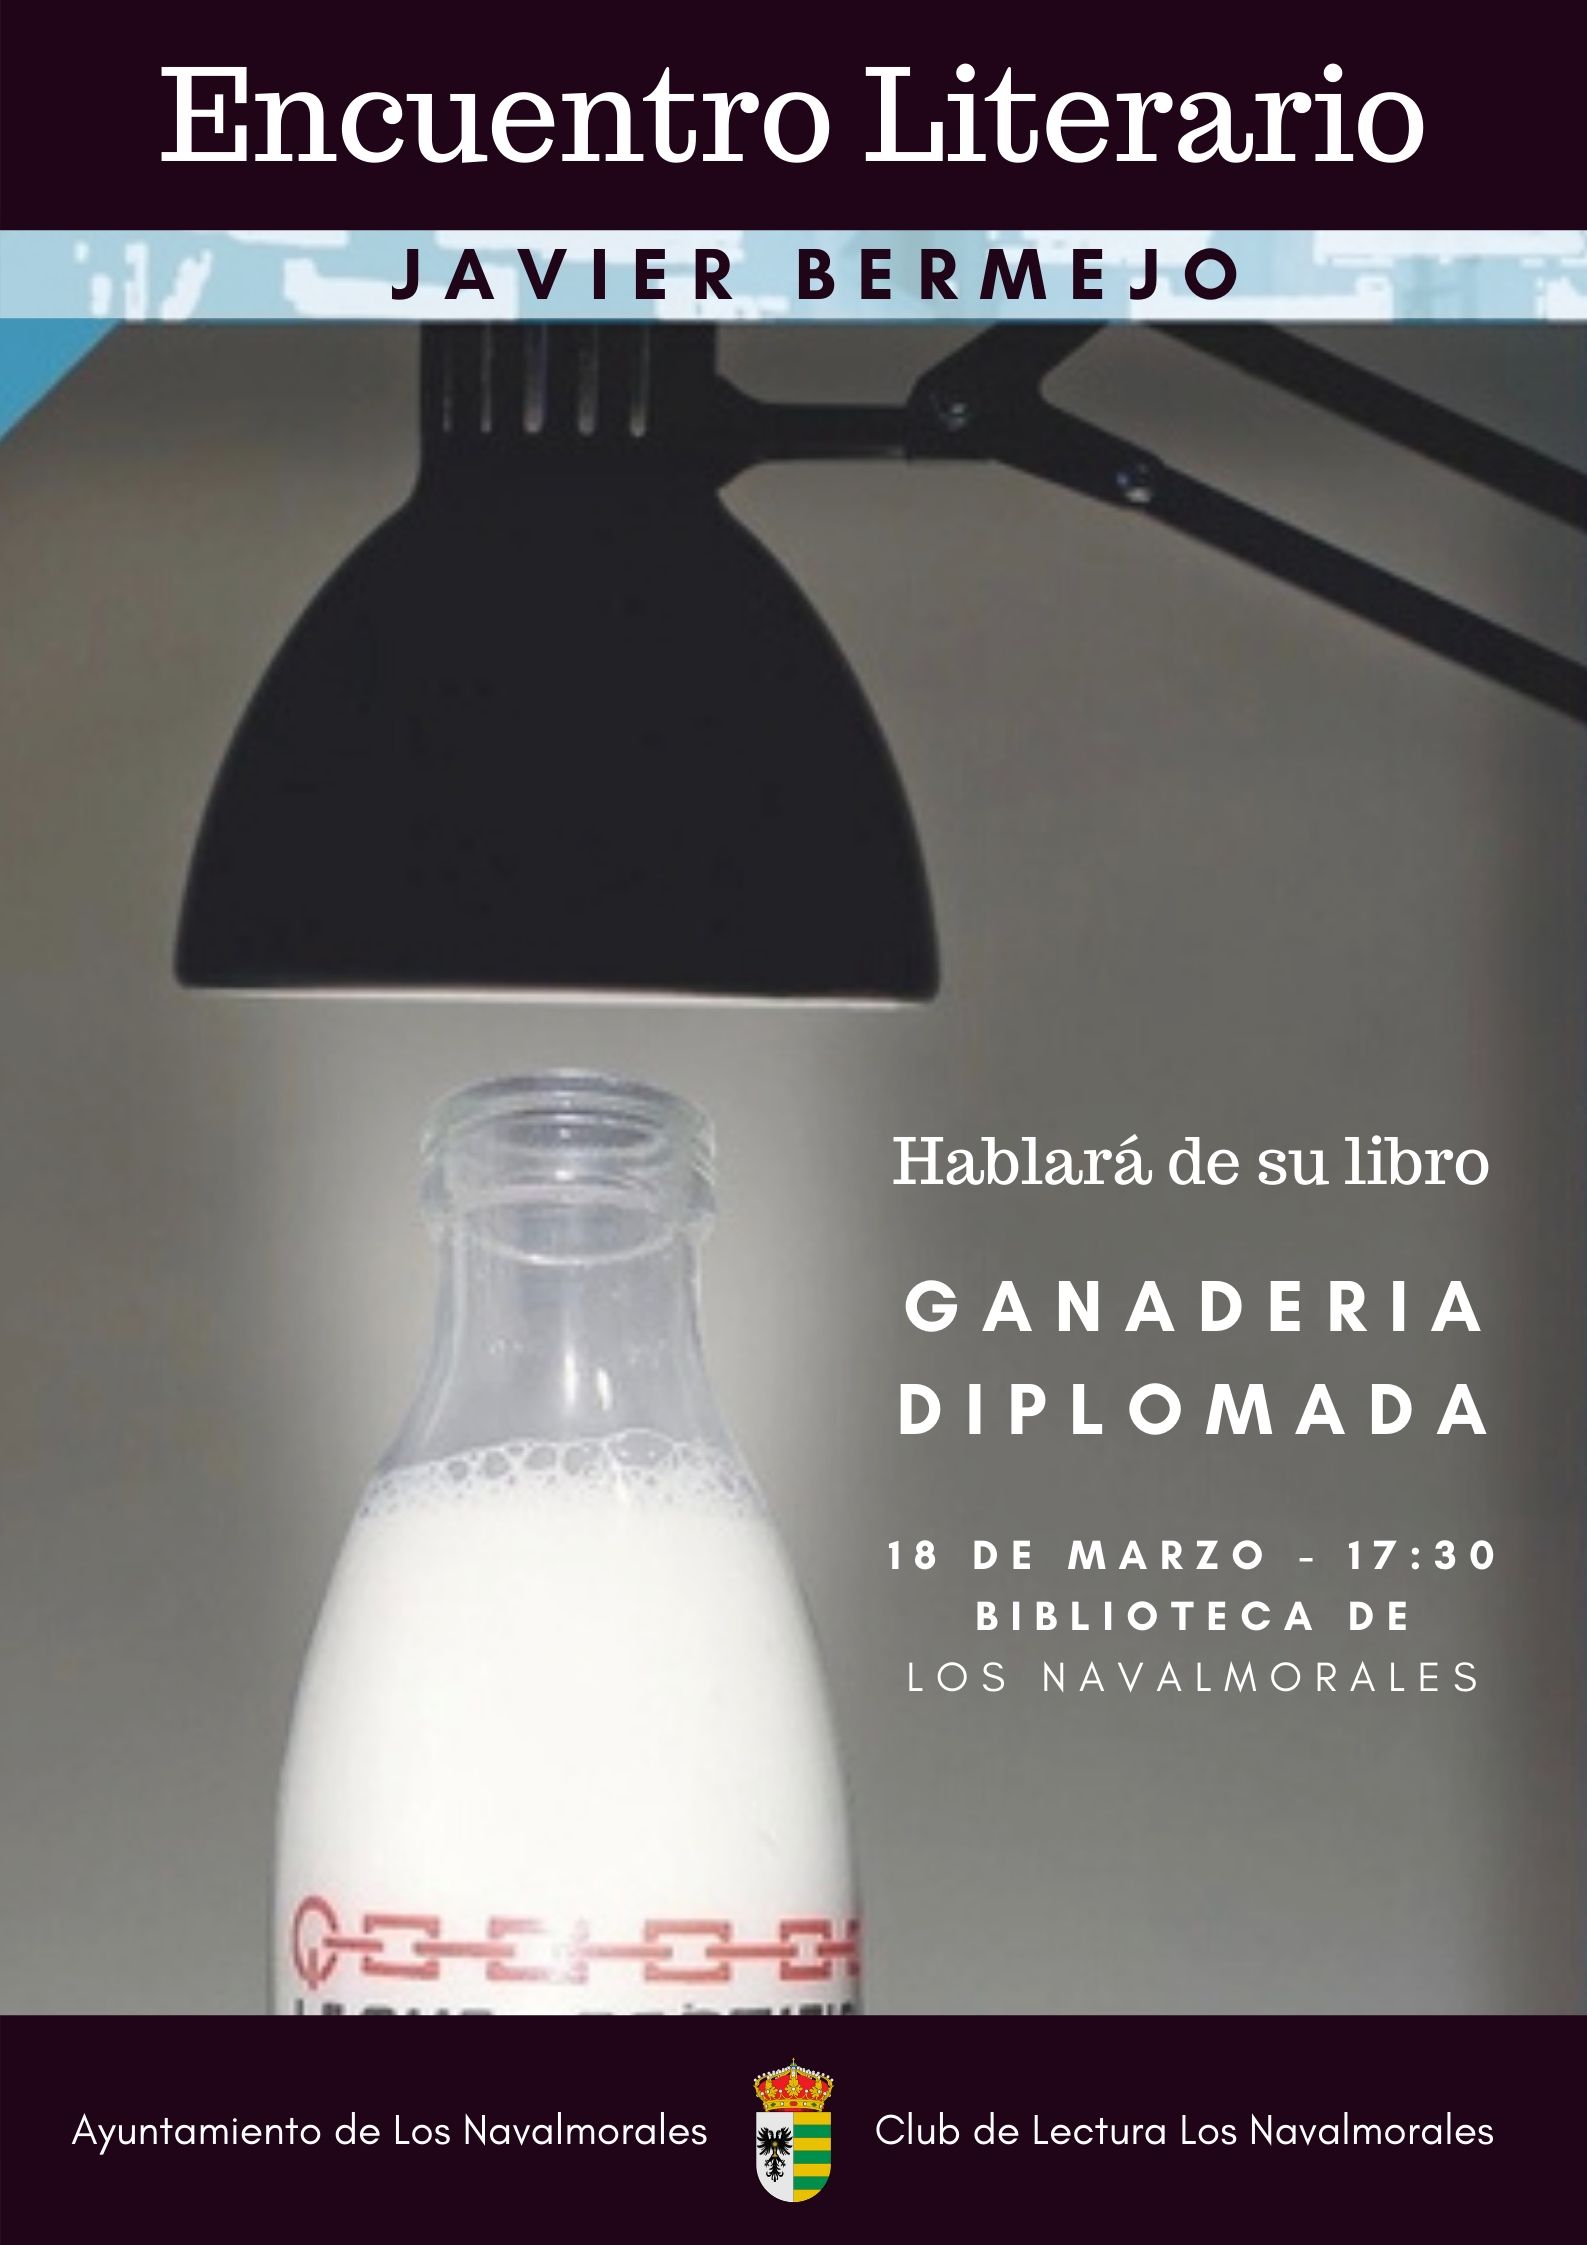 Encuentro Literario
JAVIER BERMEJO
Hablará de su libro
GANADERIA
DIPLOMADA
18 DE MARZO - 17:30
BIBLIOTECA DE
LOS NAVALMORALES
Ayuntamiento de Los Navalmorales
Club de Lectura Los Navalmorales